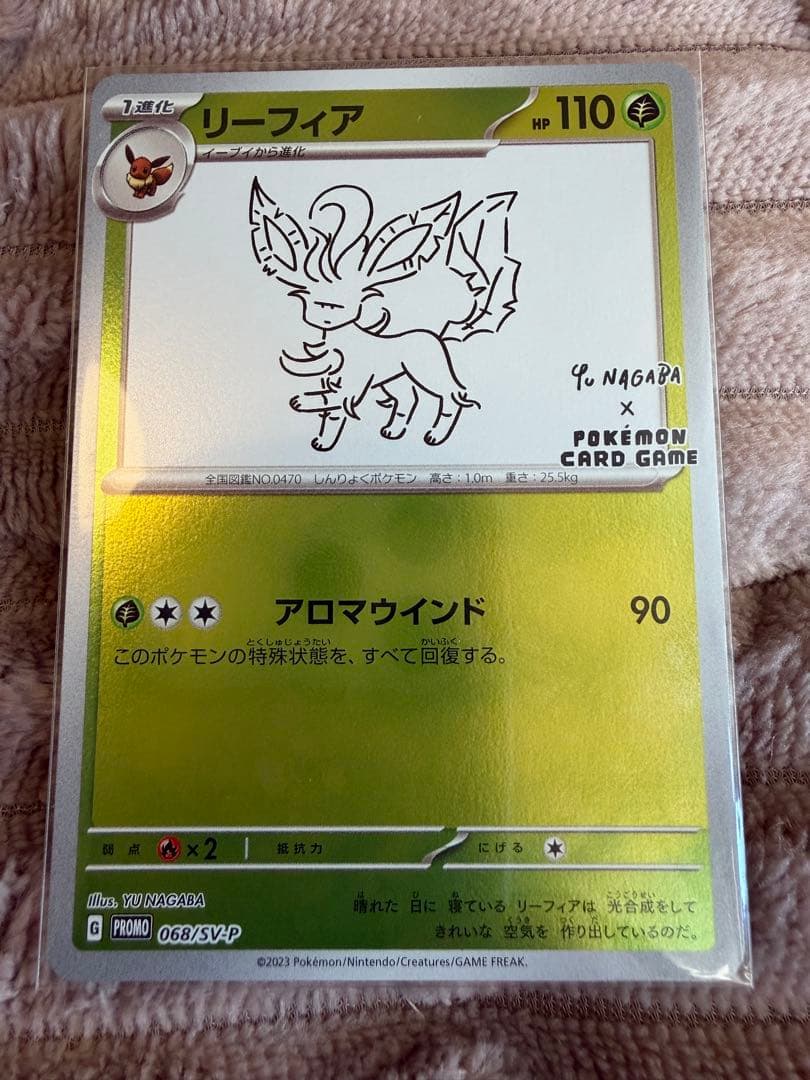 1進化
リーフィア
HP 110
イーブイから進化
YU NAGABA
X
POKÉMON
CARD GAME
全国図鑑NO.0470 しんりょくポケモン 高さ:1.0m 重さ:25.5kg
アロマウインド 90
とくしゅじょうたい かいふく
このポケモンの特殊状態を、すべて回復する。
弱点 ×2 抵抗力 にげる
Illus. YU NAGABA
は ひ ね こうごうせい
晴れた 日に 寝ている リーフィアは 光合成をして
くうき つく だ
きれいな 空気を 作り出しているのだ。
G PROMO 068/SV-P
©2023 Pokémon/Nintendo/Creatures/GAME FREAK.